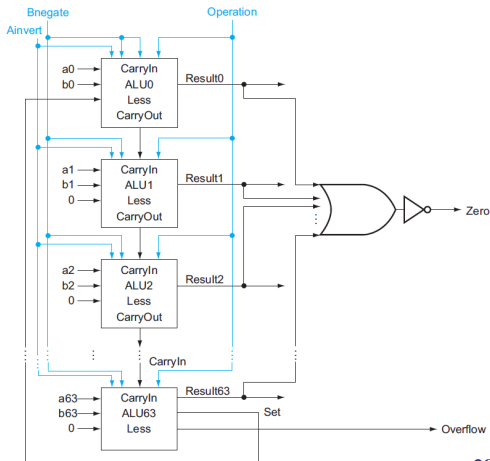 Bnegate
Operation
Ainvert
a0
b0
CarryIn
ALU0
Less
CarryOut
Result0
a1
b1
0
CarryIn
ALU1
Less
CarryOut
Result1
Zero
a2
b2
0
CarryIn
ALU2
Less
CarryOut
Result2
CarryIn
a63
b63
0
CarryIn
ALU63
Less
Result63
Set
Overflow